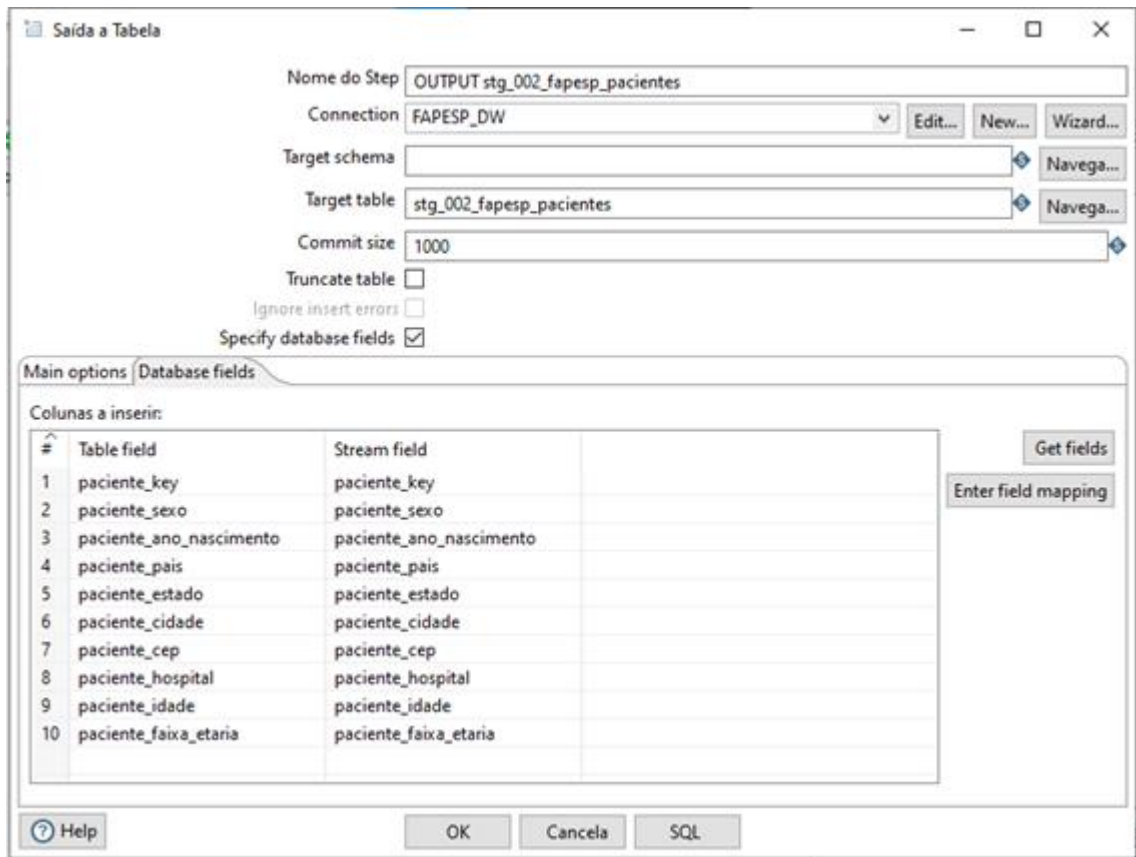 Saída a Tabela
Nome do Step OUTPUT stg_002_fapesp_pacientes
Connection FAPESP_DW Edit... New... Wizard...
Target schema Navega...
Target table stg_002_fapesp_pacientes Navega...
Commit size 1000
Truncate table
Ignore insert errors
Specify database fields
Main options Database fields
Colunas a inserir:
# Table field Stream field Get fields
1 paciente_key paciente_key Enter field mapping
2 paciente_sexo paciente_sexo
3 paciente_ano_nascimento paciente_ano_nascimento
4 paciente_pais paciente_pais
5 paciente_estado paciente_estado
6 paciente_cidade paciente_cidade
7 paciente_cep paciente_cep
8 paciente_hospital paciente_hospital
9 paciente_idade paciente_idade
10 paciente_faixa_etaria paciente_faixa_etaria
Help OK Cancela SQL